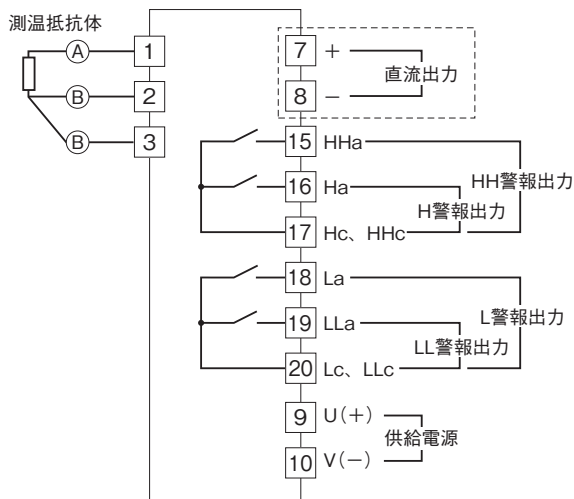 測温抵抗体
A
1
B
2
B
3
7 +
直流出力
8 −
15 HHa
HH警報出力
16 Ha
H警報出力
17 Hc、HHc
18 La
L警報出力
19 LLa
LL警報出力
20 Lc、LLc
9 U(+)
供給電源
10 V(−)